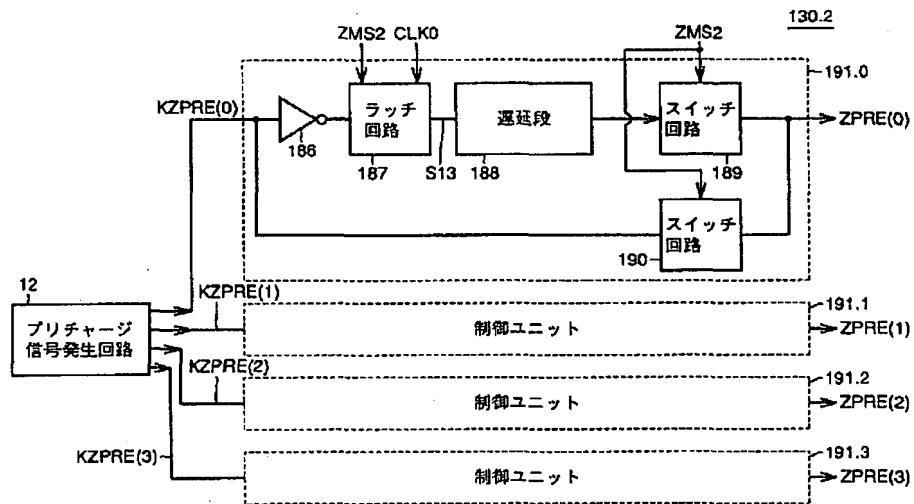 130.2
ZMS2 CLK0
ZMS2
191.0
KZPRE(0)
186
ラッチ
回路
187
S13
遅延段
188
スイッチ
回路
189
ZPRE(0)
スイッチ
回路
190
12
プリチャージ
信号発生回路
KZPRE(1)
制御ユニット
191.1
ZPRE(1)
KZPRE(2)
制御ユニット
191.2
ZPRE(2)
KZPRE(3)
制御ユニット
191.3
ZPRE(3)